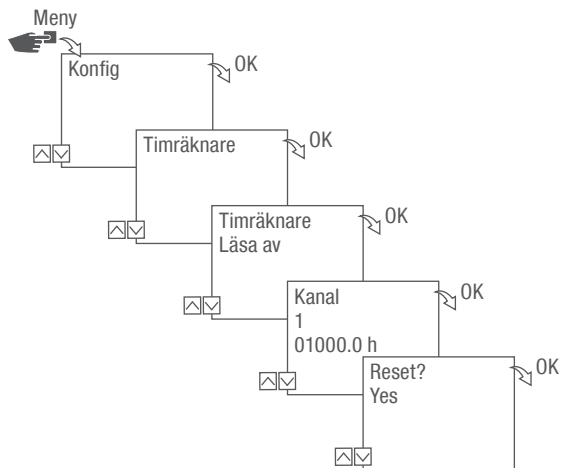 Meny
Konfig
OK
Timräknare
OK
Timräknare
Läsa av
OK
Kanal
1
01000.0 h
OK
Reset?
Yes
OK